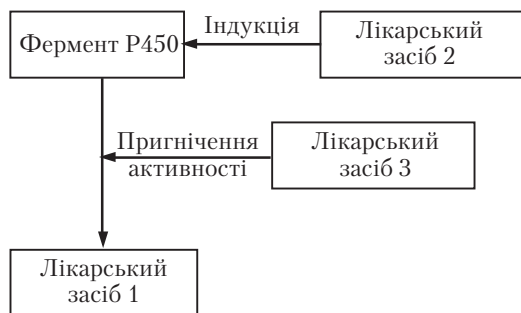 Фермент Р450
Індукція
Лікарський
засіб 2
Пригнічення
активності
Лікарський
засіб 3
Лікарський
засіб 1